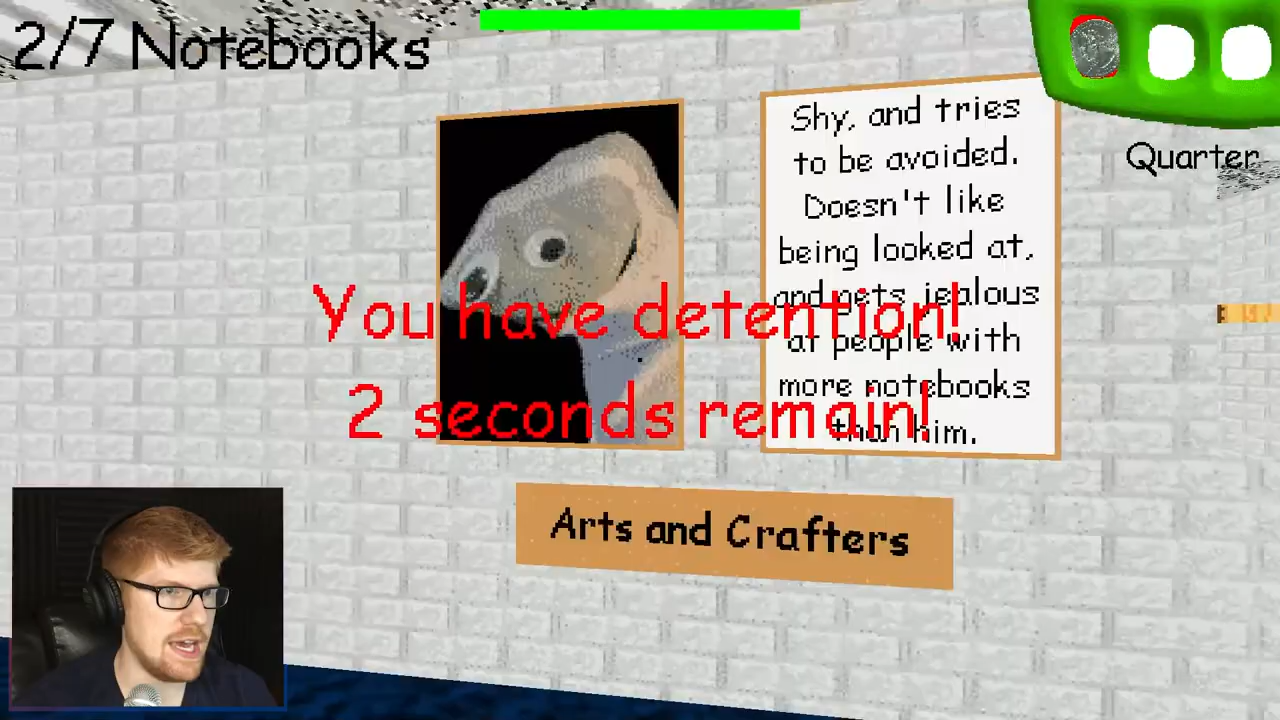 2/7 Notebooks
Quarter
Shy, and tries
to be avoided.
Doesn't like
being looked at,
and gets jealous
at people with
more notebooks
than him.
You have detention!
2 seconds remain!
Arts and Crafters